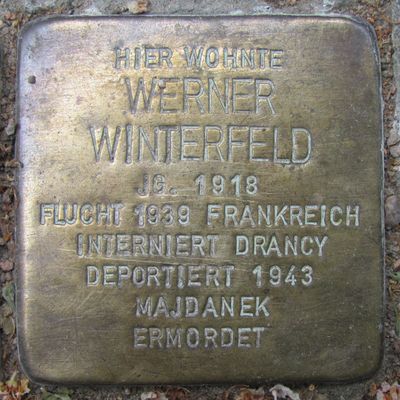 HIER WOHNTE
WERNER
WINTERFELD
JG. 1918
FLUCHT 1939 FRANKREICH
INTERNIERT DRANCY
DEPORTIERT 1943
MAJDANEK
ERMORDET